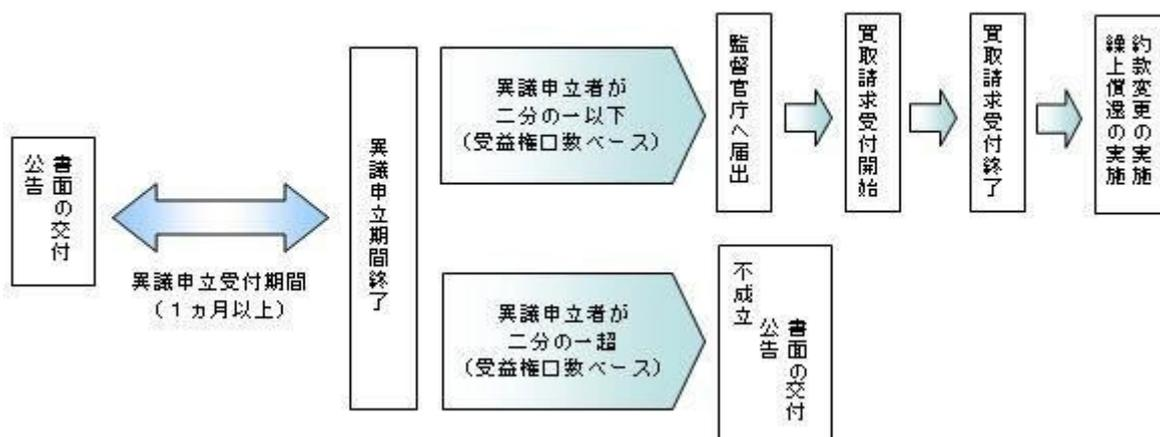 書面の交付
公告
異議申立受付期間
（１ヵ月以上）
異議申立期間終了
異議申立者が
二分の一以下
（受益権口数ベース）
監督官庁へ届出
買取請求受付開始
買取請求受付終了
約款変更の実施
繰上償還の実施
異議申立者が
二分の一超
（受益権口数ベース）
不成立
書面の交付
公告